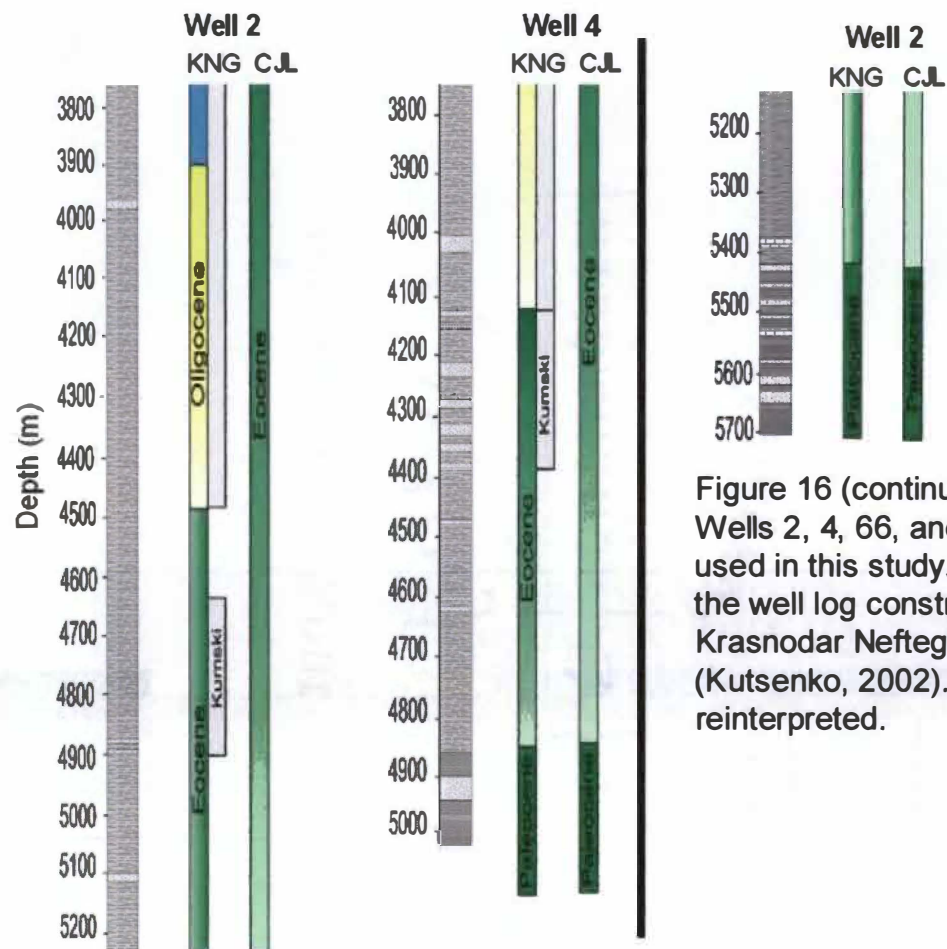 Well 2
KNG CJL
Depth (m)
3800
3900
4000
4100
4200
4300
4400
4500
4600
4700
4800
4900
5000
5100
5200
Oligocene
Eocene
Kumski
Eocene
Well 4
KNG CJL
3800
3900
4000
4100
4200
4300
4400
4500
4600
4700
4800
4900
5000
Eocene
Kumski
Eocene
Paleocene
Paleocene
Well 2
KNG CJL
5200
5300
5400
5500
5600
5700
Paleocene
Paleocene
Figure 16 (continu
Wells 2, 4, 66, an
used in this study.
the well log constr
Krasnodar Nefteg
(Kutsenko, 2002).
reinterpreted.